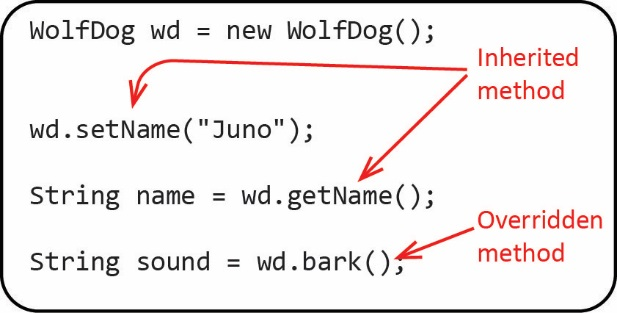 WolfDog wd = new WolfDog();
Inherited
method
wd.setName("Juno");
String name = wd.getName();
Overridden
method
String sound = wd.bark();